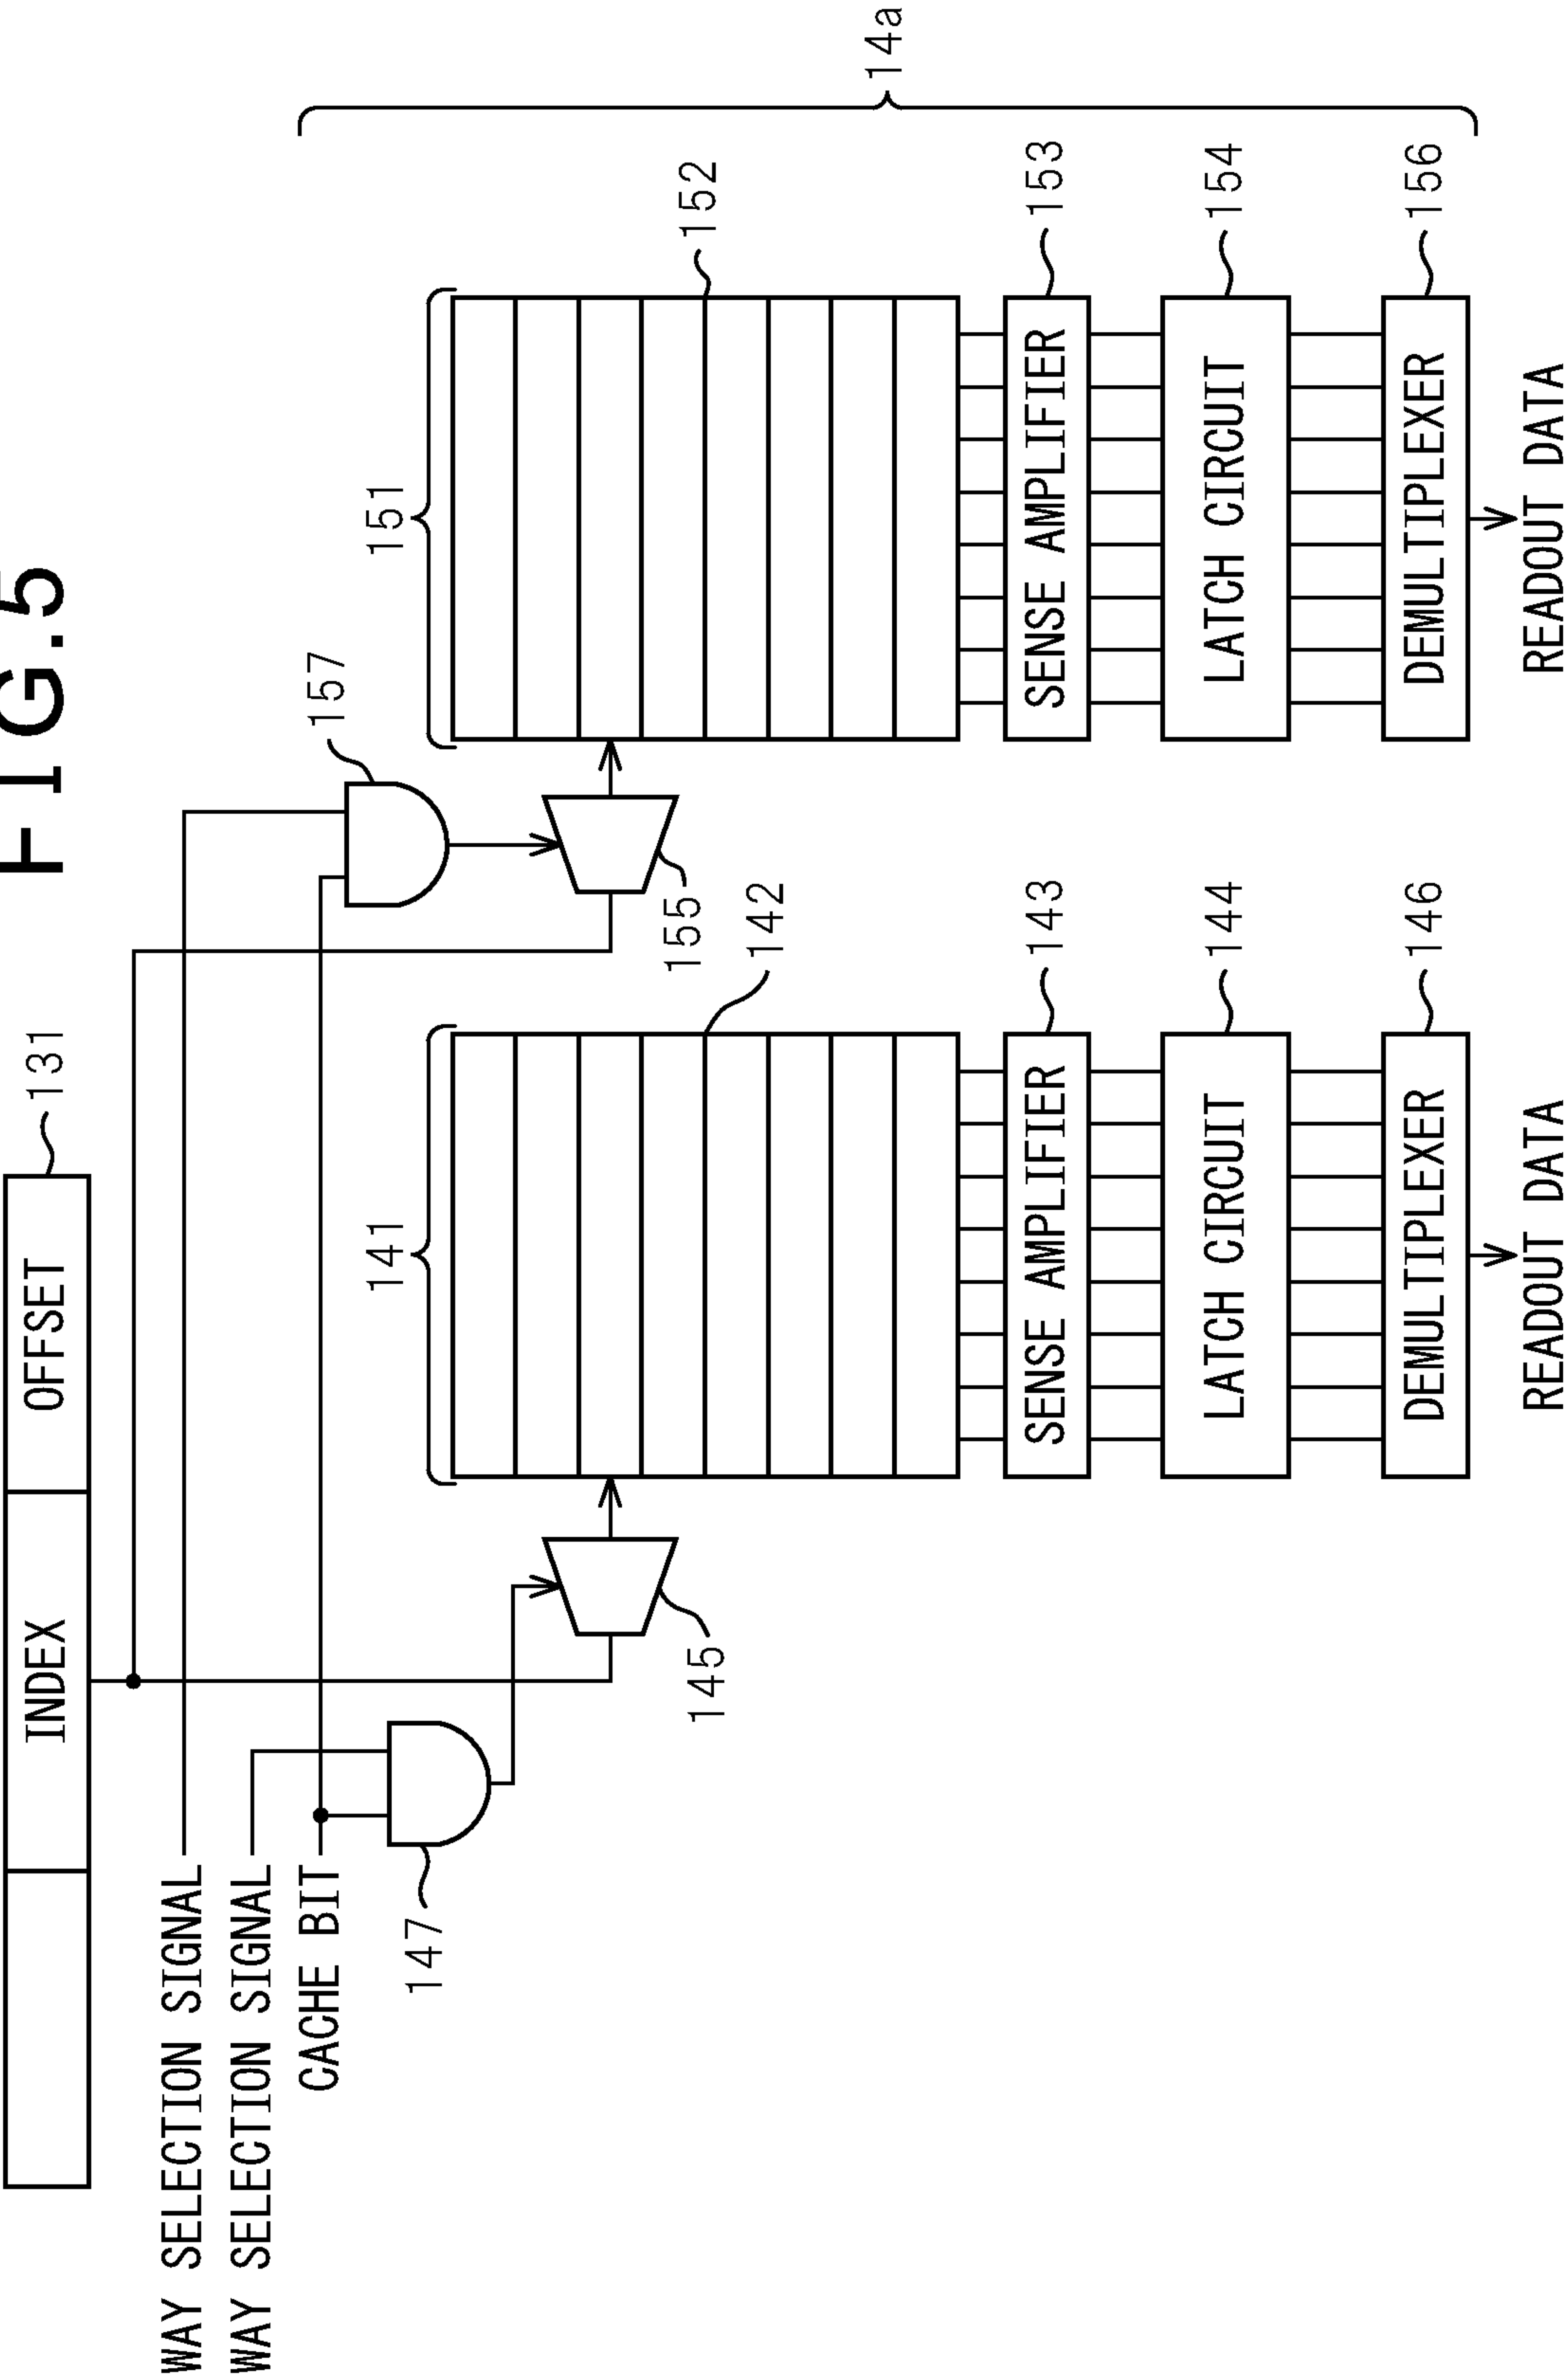 FIG.5
INDEX
OFFSET
131
WAY SELECTION SIGNAL
WAY SELECTION SIGNAL
CACHE BIT
147
157
145
155
141
142
151
152
14a
SENSE AMPLIFIER
143
SENSE AMPLIFIER
153
LATCH CIRCUIT
144
LATCH CIRCUIT
154
DEMULTIPLEXER
146
DEMULTIPLEXER
156
READOUT DATA
READOUT DATA